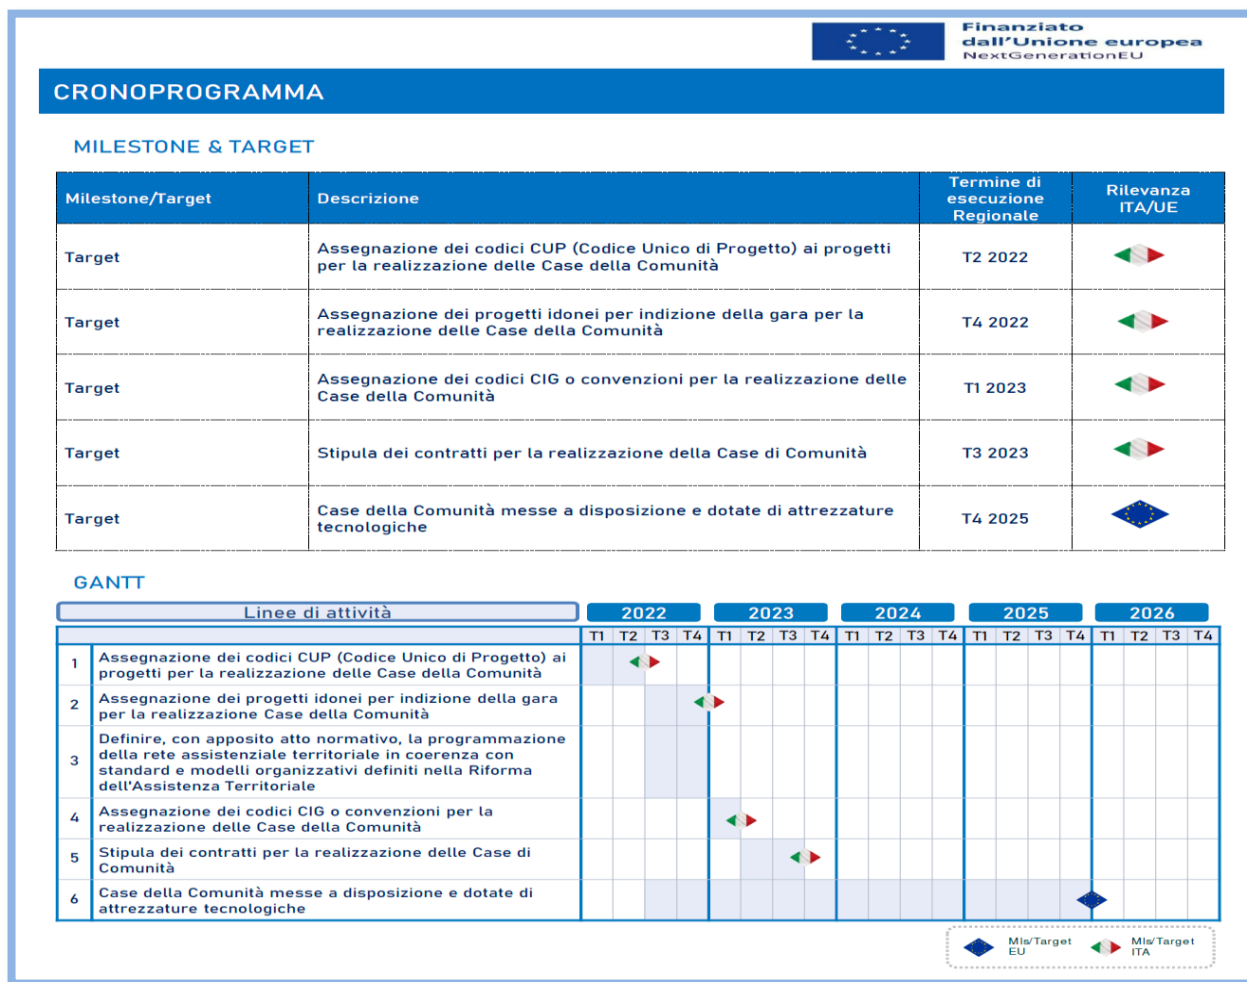 Finanziato
dall'Unione europea
NextGenerationEU
CRONOPROGRAMMA
MILESTONE & TARGET
Milestone/Target Descrizione Termine di esecuzione Regionale Rilevanza ITA/UE
Target
Assegnazione dei codici CUP (Codice Unico di Progetto) ai progetti
per la realizzazione delle Case della Comunità
T2 2022
Target
Assegnazione dei progetti idonei per indizione della gara per la
realizzazione delle Case della Comunità
T4 2022
Target
Assegnazione dei codici CIG o convenzioni per la realizzazione delle
Case della Comunità
T1 2023
Target
Stipula dei contratti per la realizzazione della Case di Comunità
T3 2023
Target
Case della Comunità messe a disposizione e dotate di attrezzature
tecnologiche
T4 2025
GANTT
Linee di attività 2022 2023 2024 2025 2026
T1 T2 T3 T4 T1 T2 T3 T4 T1 T2 T3 T4 T1 T2 T3 T4 T1 T2 T3 T4
1
Assegnazione dei codici CUP (Codice Unico di Progetto) ai
progetti per la realizzazione delle Case della Comunità
2
Assegnazione dei progetti idonei per indizione della gara
per la realizzazione Case della Comunità
3
Definire, con apposito atto normativo, la programmazione
della rete assistenziale territoriale in coerenza con
standard e modelli organizzativi definiti nella Riforma
dell'Assistenza Territoriale
4
Assegnazione dei codici CIG o convenzioni per la
realizzazione delle Case della Comunità
5
Stipula dei contratti per la realizzazione delle Case di
Comunità
6
Case della Comunità messe a disposizione e dotate di
attrezzature tecnologiche
Mls/Target
EU
Mls/Target
ITA